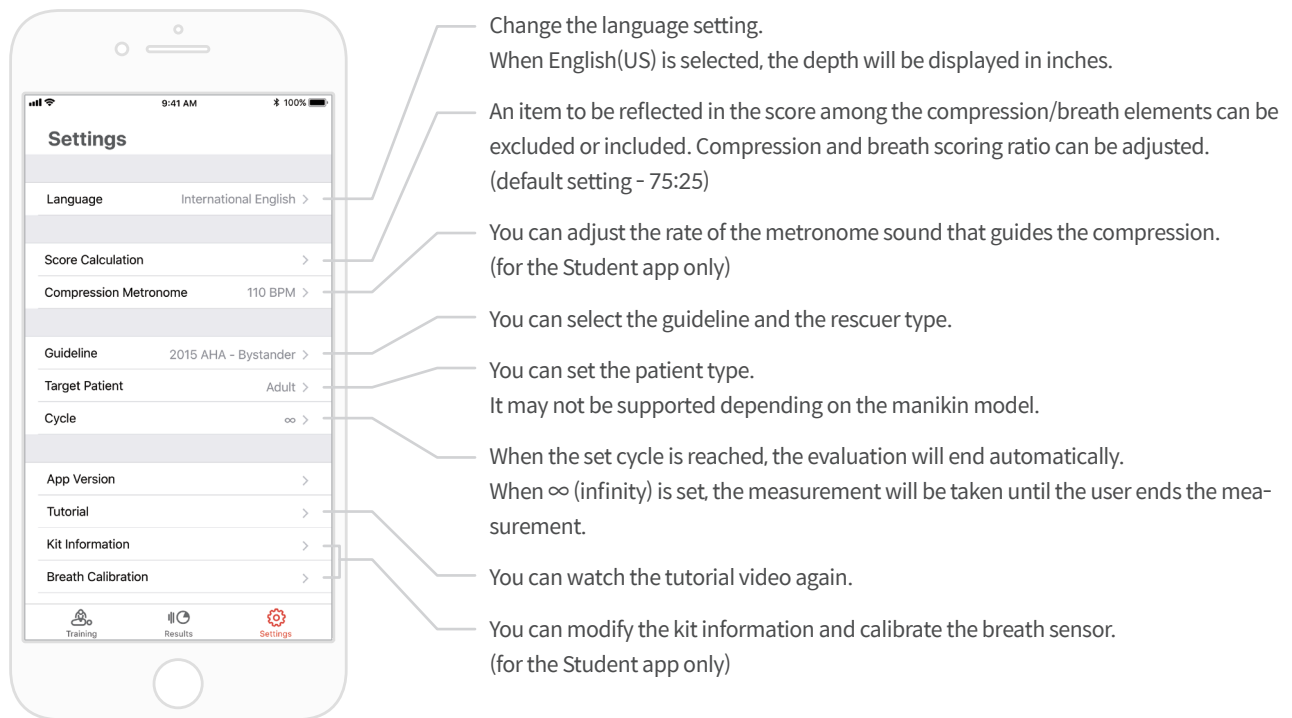 9:41 AM
100%
Settings
Language
International English >
Score Calculation
>
Compression Metronome
110 BPM >
Guideline
2015 AHA - Bystander >
Target Patient
Adult >
Cycle
∞ >
App Version
>
Tutorial
>
Kit Information
>
Breath Calibration
>
Training
Results
Settings
Change the language setting.
When English(US) is selected, the depth will be displayed in inches.
An item to be reflected in the score among the compression/breath elements can be
excluded or included. Compression and breath scoring ratio can be adjusted.
(default setting - 75:25)
You can adjust the rate of the metronome sound that guides the compression.
(for the Student app only)
You can select the guideline and the rescuer type.
You can set the patient type.
It may not be supported depending on the manikin model.
When the set cycle is reached, the evaluation will end automatically.
When ∞ (infinity) is set, the measurement will be taken until the user ends the mea-
surement.
You can watch the tutorial video again.
You can modify the kit information and calibrate the breath sensor.
(for the Student app only)